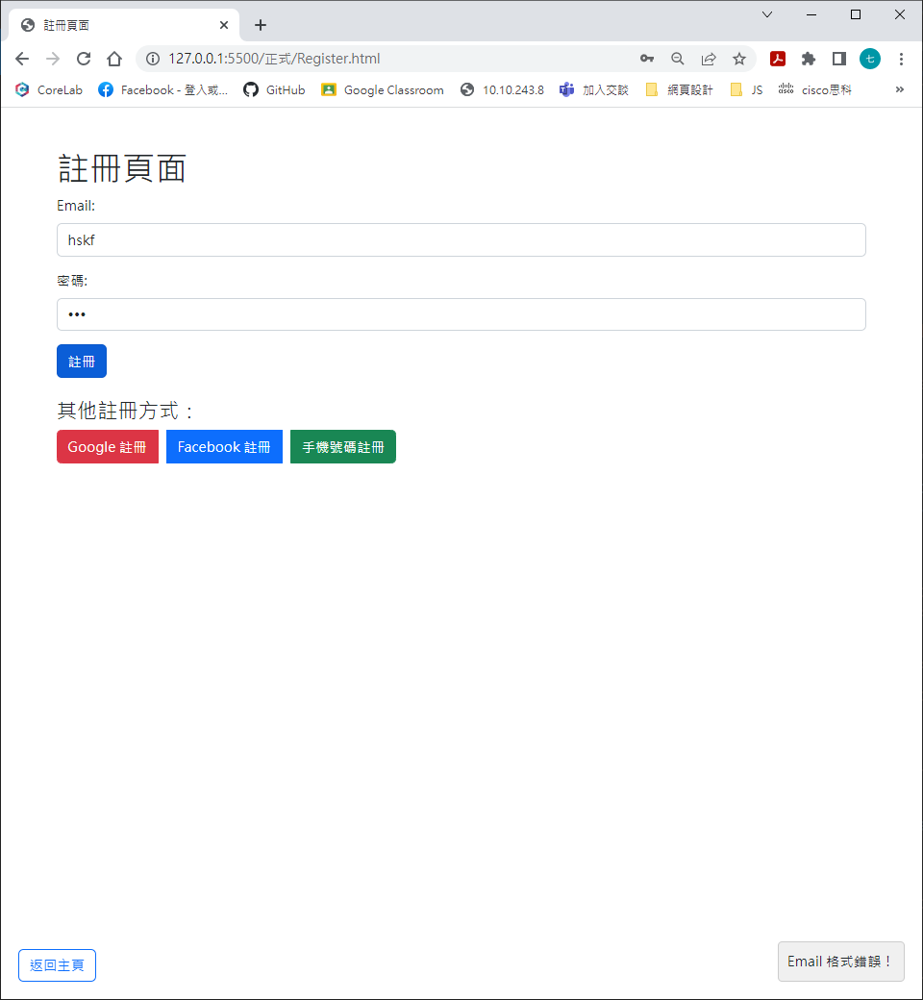 註冊頁面
127.0.0.1:5500/正式/Register.html
七
CoreLab Facebook - 登入或... GitHub Google Classroom 10.10.243.8 加入交談 網頁設計 JS cisco思科 »
註冊頁面
Email:
hskf
密碼:
•••
註冊
其他註冊方式：
Google 註冊 Facebook 註冊 手機號碼註冊
返回主頁 Email 格式錯誤！